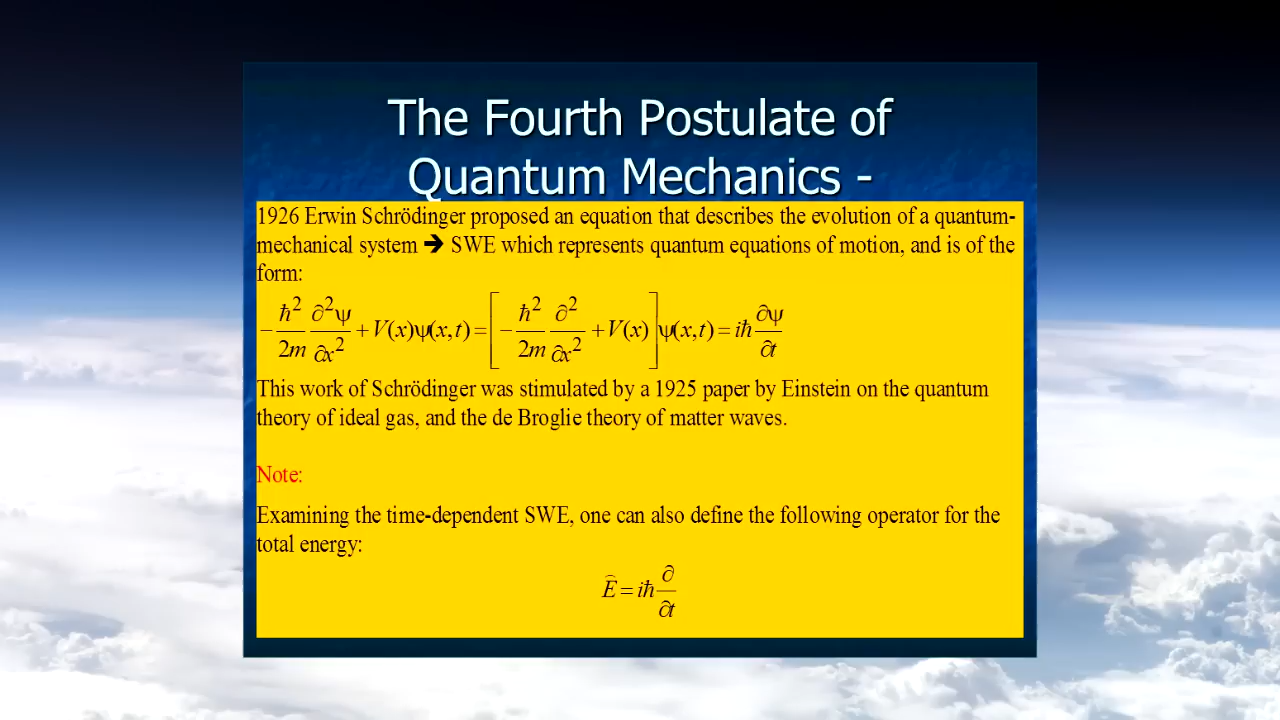 The Fourth Postulate of
Quantum Mechanics -
1926 Erwin Schrödinger proposed an equation that describes the evolution of a quantum-
mechanical system ➔ SWE which represents quantum equations of motion, and is of the
form:
−ħ²/2m ∂²ψ/∂x² + V(x)ψ(x,t) = [−ħ²/2m ∂²/∂x² + V(x)]ψ(x,t) = iħ ∂ψ/∂t
This work of Schrödinger was stimulated by a 1925 paper by Einstein on the quantum
theory of ideal gas, and the de Broglie theory of matter waves.
Note:
Examining the time-dependent SWE, one can also define the following operator for the
total energy:
Ê = iħ ∂/∂t